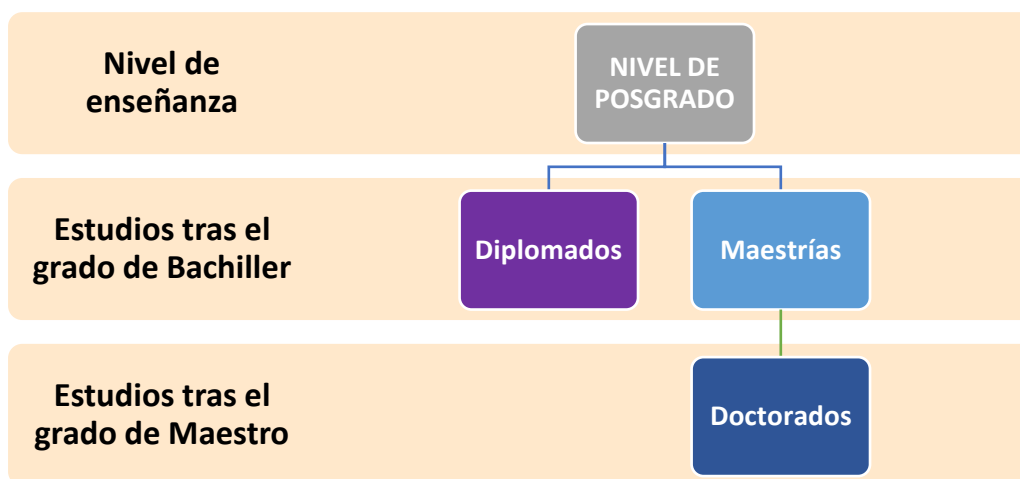 Nivel de
enseñanza
NIVEL DE
POSGRADO
Estudios tras el
grado de Bachiller
Diplomados
Maestrías
Estudios tras el
grado de Maestro
Doctorados